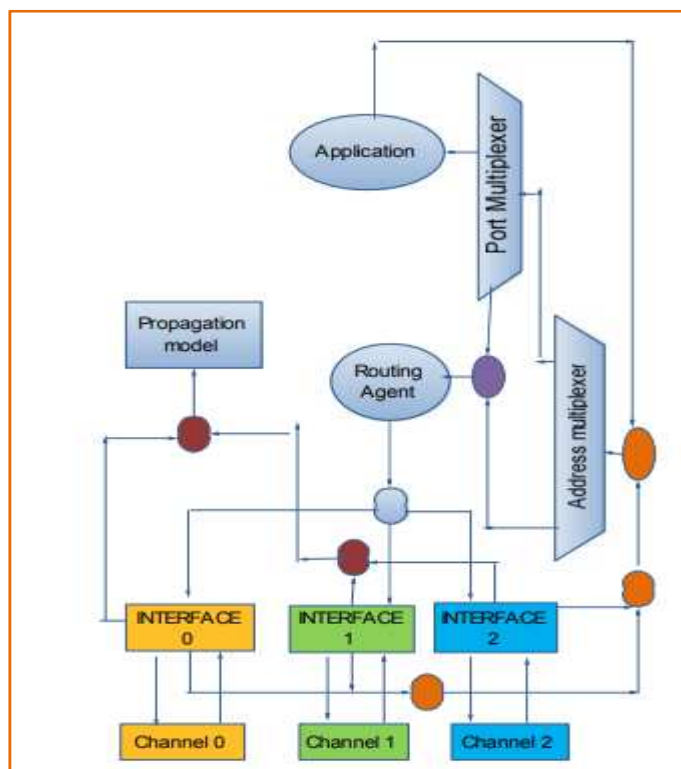 Application
Port Multiplexer
Propagation
model
Routing
Agent
Address multiplexer
INTERFACE
0
INTERFACE
1
INTERFACE
2
Channel 0
Channel 1
Channel 2